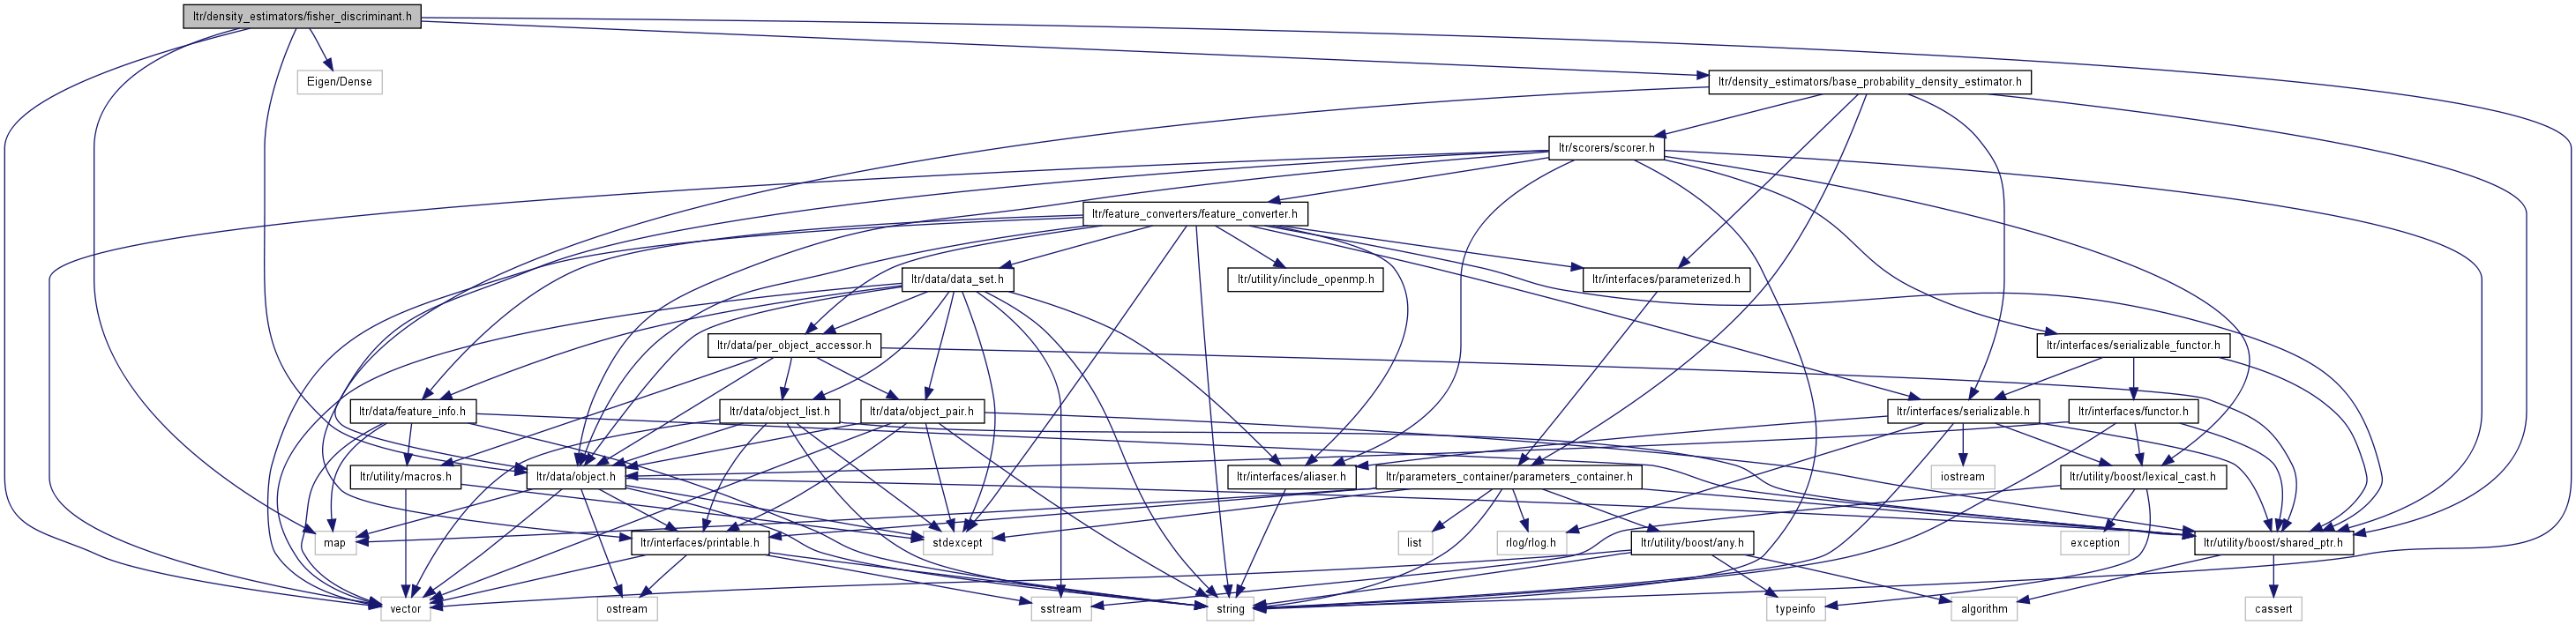 ltr/density_estimators/fisher_discriminant.h
Eigen/Dense
ltr/density_estimators/base_probability_density_estimator.h
ltr/scorers/scorer.h
ltr/feature_converters/feature_converter.h
ltr/data/data_set.h
ltr/utility/include_openmp.h
ltr/interfaces/parameterized.h
ltr/data/per_object_accessor.h
ltr/interfaces/serializable_functor.h
ltr/data/feature_info.h
ltr/data/object_list.h
ltr/data/object_pair.h
ltr/interfaces/serializable.h
ltr/interfaces/functor.h
ltr/utility/macros.h
ltr/data/object.h
ltr/interfaces/aliaser.h
ltr/parameters_container/parameters_container.h
iostream
ltr/utility/boost/lexical_cast.h
map
ltr/interfaces/printable.h
stdexcept
list
rlog/rlog.h
ltr/utility/boost/any.h
exception
ltr/utility/boost/shared_ptr.h
vector
ostream
sstream
string
typeinfo
algorithm
cassert